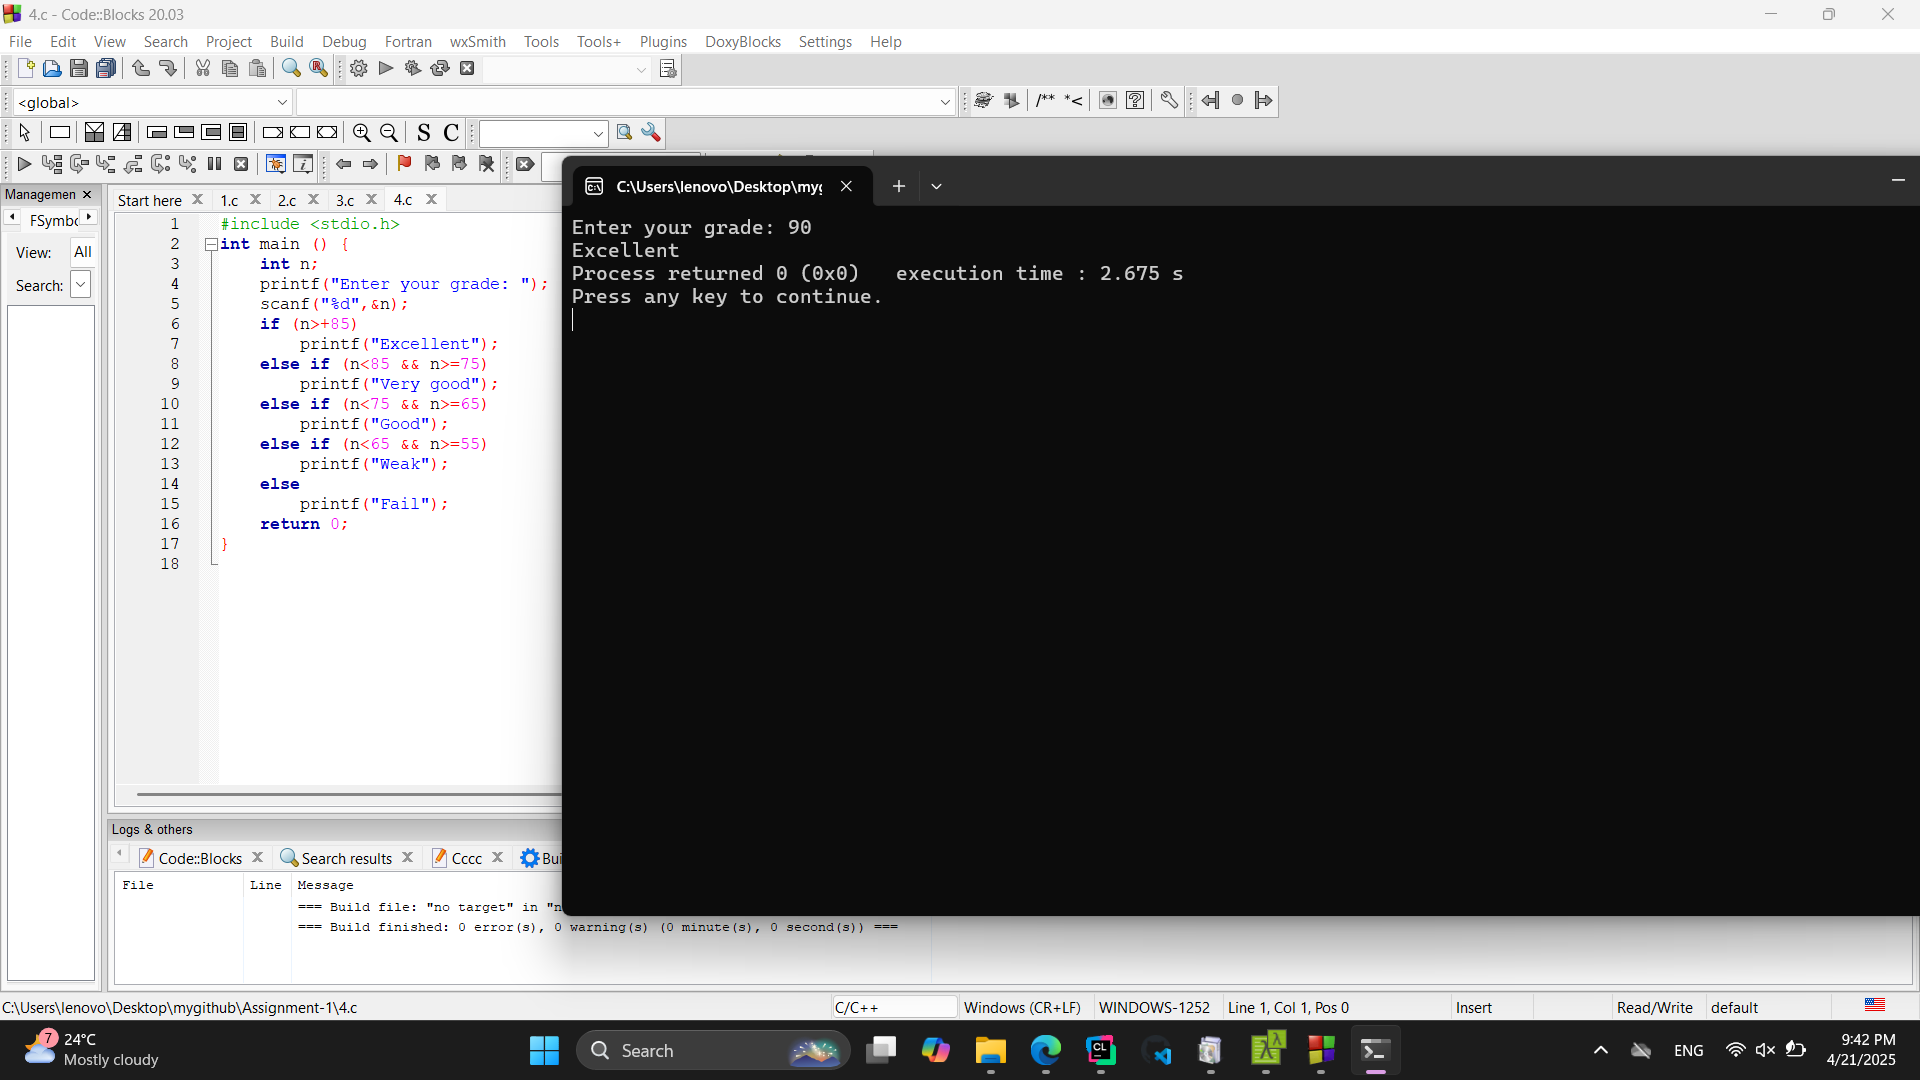 4.c - Code::Blocks 20.03
File Edit View Search Project Build Debug Fortran wxSmith Tools Tools+ Plugins DoxyBlocks Settings Help
<global>
/** *<
S C
Managemen
FSymbo
View: All
Search:
Start here 1.c 2.c 3.c 4.c
1 #include <stdio.h>
2 int main () {
3 int n;
4 printf("Enter your grade: ");
5 scanf("%d",&n);
6 if (n>+85)
7 printf("Excellent");
8 else if (n<85 && n>=75)
9 printf("Very good");
10 else if (n<75 && n>=65)
11 printf("Good");
12 else if (n<65 && n>=55)
13 printf("Weak");
14 else
15 printf("Fail");
16 return 0;
17 }
18
C:\Users\lenovo\Desktop\myg
Enter your grade: 90
Excellent
Process returned 0 (0x0)   execution time : 2.675 s
Press any key to continue.
Logs & others
Code::Blocks Search results Cccc Bui
File Line Message
=== Build file: "no target" in "n
=== Build finished: 0 error(s), 0 warning(s) (0 minute(s), 0 second(s)) ===
C:\Users\lenovo\Desktop\mygithub\Assignment-1\4.c C/C++ Windows (CR+LF) WINDOWS-1252 Line 1, Col 1, Pos 0 Insert Read/Write default
7
24°C
Mostly cloudy
Search
CL
ENG
9:42 PM
4/21/2025